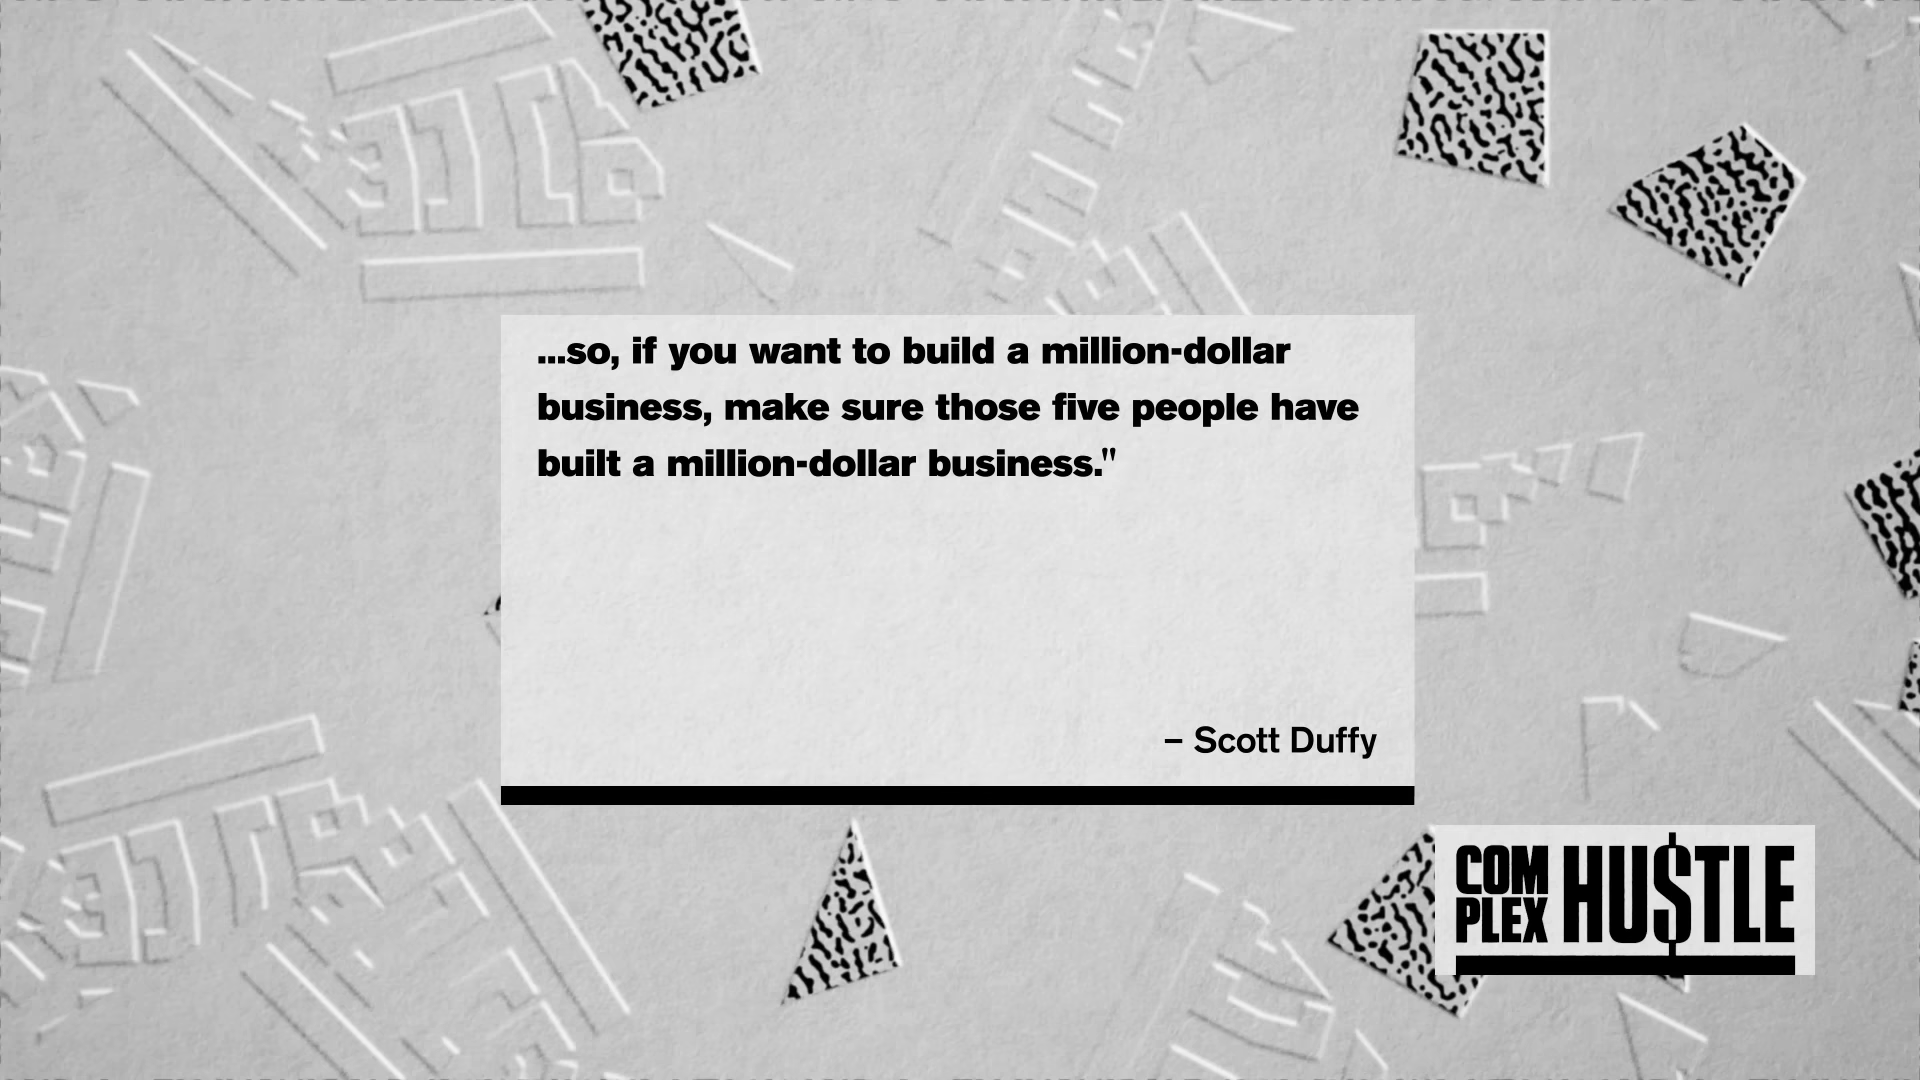 ...so, if you want to build a million-dollar
business, make sure those five people have
built a million-dollar business."
– Scott Duffy
COM
PLEX
HU$TLE